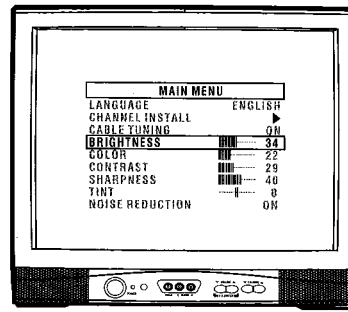 MAIN MENU
LANGUAGE ENGLISH
CHANNEL INSTALL
CABLE TUNING ON
BRIGHTNESS 34
COLOR 22
CONTRAST 29
SHARPNESS 40
TINT 0
NOISE REDUCTION ON